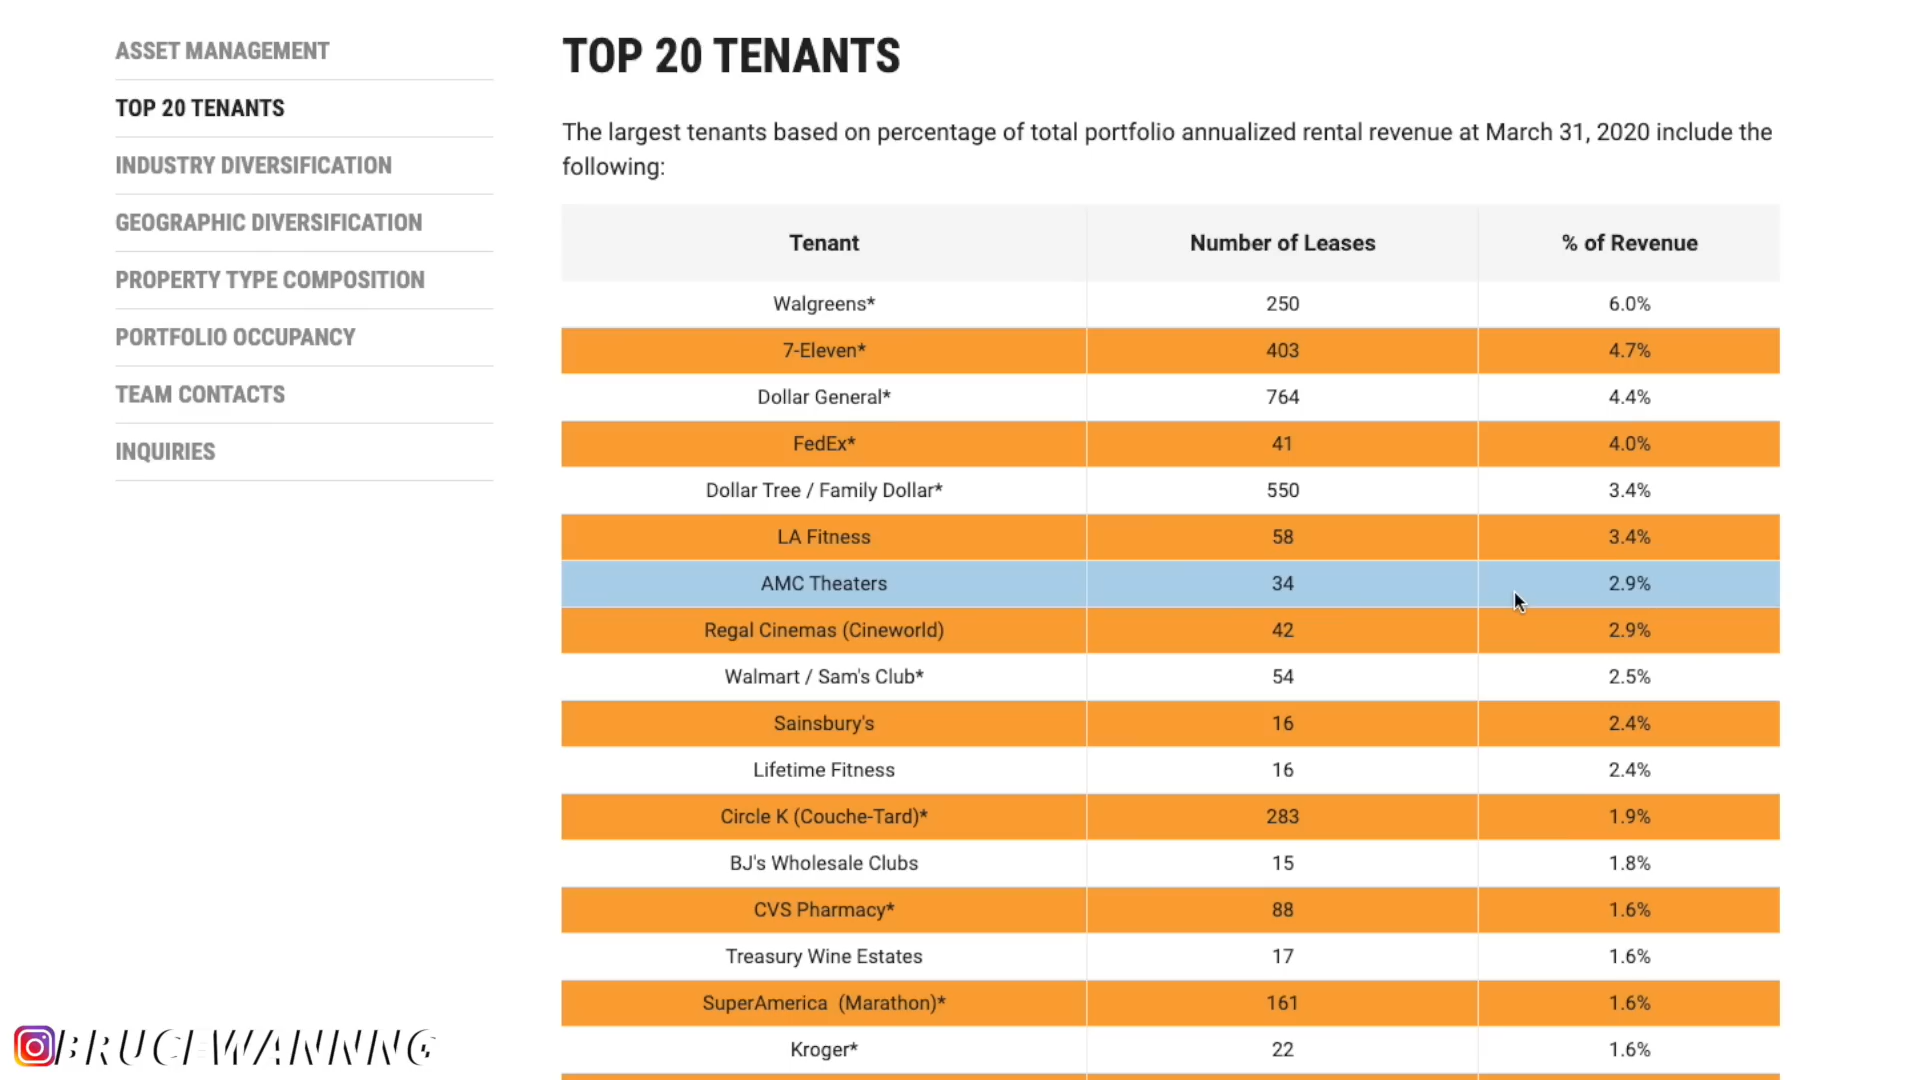 ASSET MANAGEMENT
TOP 20 TENANTS
INDUSTRY DIVERSIFICATION
GEOGRAPHIC DIVERSIFICATION
PROPERTY TYPE COMPOSITION
PORTFOLIO OCCUPANCY
TEAM CONTACTS
INQUIRIES
TOP 20 TENANTS
The largest tenants based on percentage of total portfolio annualized rental revenue at March 31, 2020 include the
following:
Tenant Number of Leases % of Revenue
Walgreens* 250 6.0%
7-Eleven* 403 4.7%
Dollar General* 764 4.4%
FedEx* 41 4.0%
Dollar Tree / Family Dollar* 550 3.4%
LA Fitness 58 3.4%
AMC Theaters 34 2.9%
Regal Cinemas (Cineworld) 42 2.9%
Walmart / Sam's Club* 54 2.5%
Sainsbury's 16 2.4%
Lifetime Fitness 16 2.4%
Circle K (Couche-Tard)* 283 1.9%
BJ's Wholesale Clubs 15 1.8%
CVS Pharmacy* 88 1.6%
Treasury Wine Estates 17 1.6%
SuperAmerica (Marathon)* 161 1.6%
Kroger* 22 1.6%